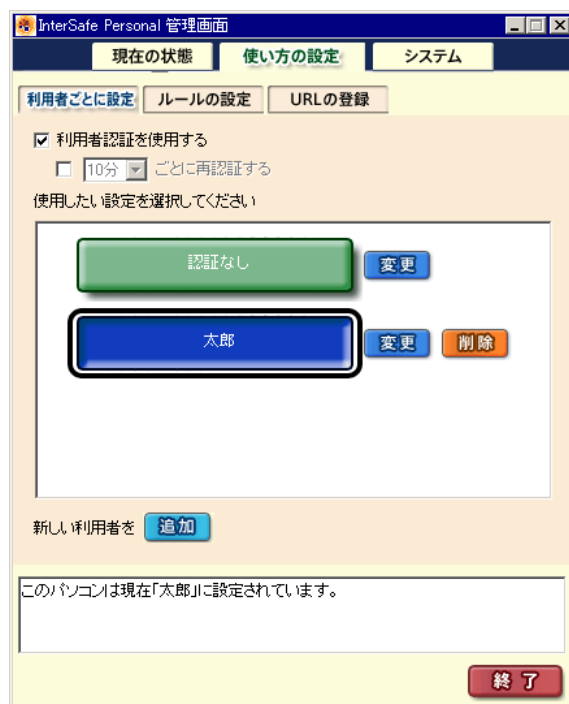 InterSafe Personal 管理画面
現在の状態 使い方の設定 システム
利用者ごとに設定 ルールの設定 URLの登録
利用者認証を使用する
10分 ごとに再認証する
使用したい設定を選択してください
認証なし 変更
太郎 変更 削除
新しい利用者を 追加
このパソコンは現在「太郎」に設定されています。
終了